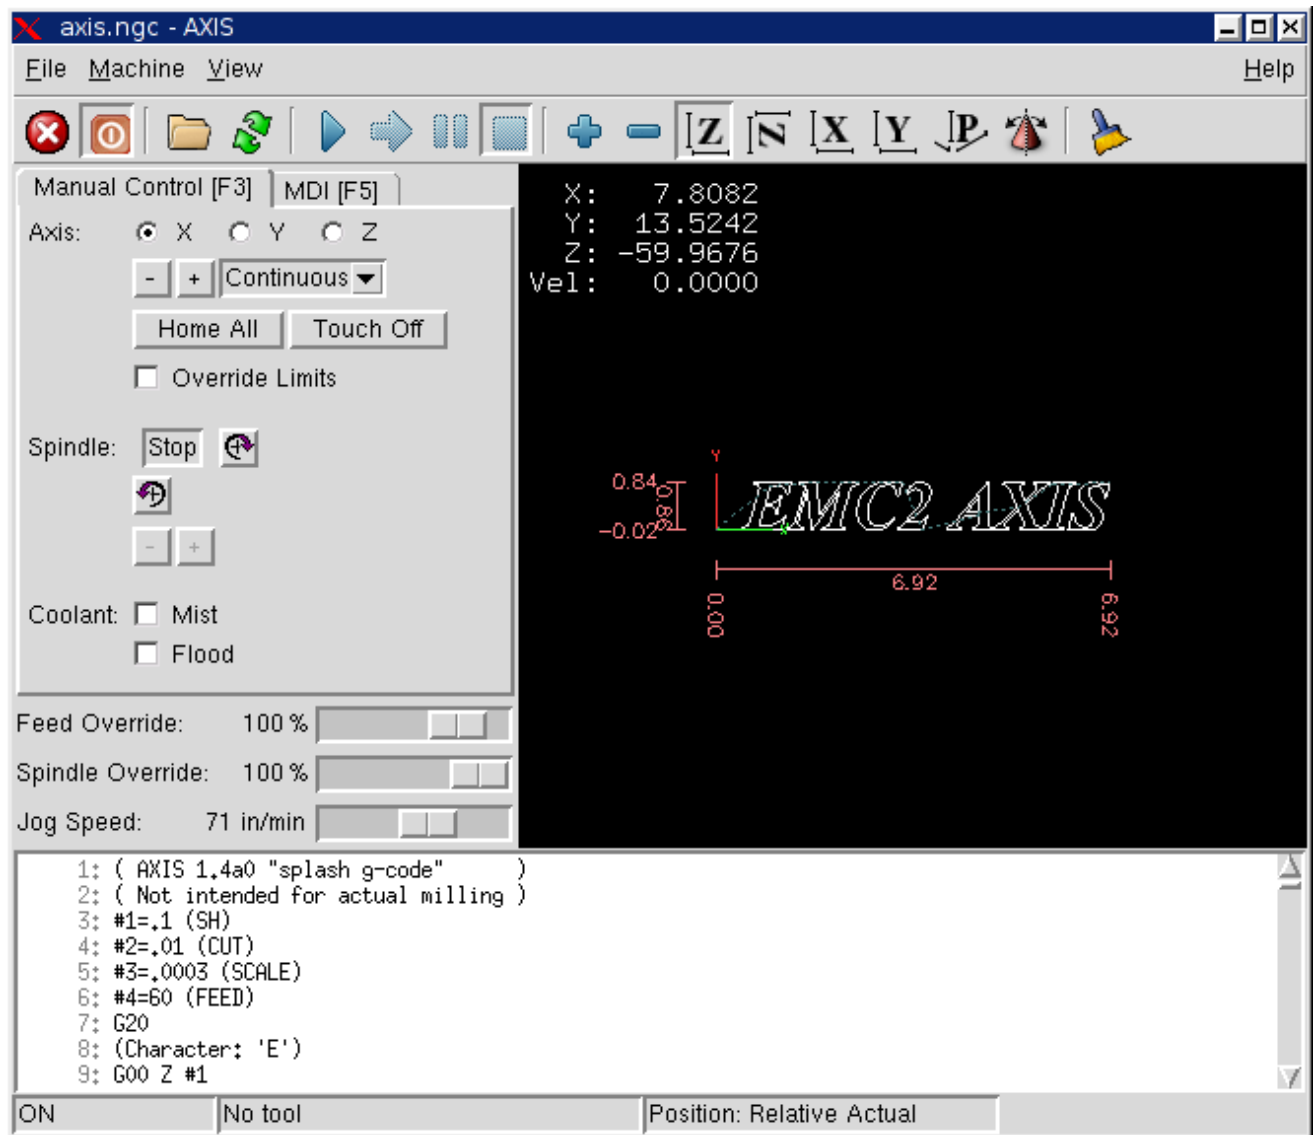 axis.ngc - AXIS
File Machine View Help
Z N X Y P
Manual Control [F3] MDI [F5]
Axis: X Y Z
- + Continuous
Home All Touch Off
Override Limits
Spindle: Stop
- +
Coolant: Mist
Flood
Feed Override: 100 %
Spindle Override: 100 %
Jog Speed: 71 in/min
X: 7.8082
Y: 13.5242
Z: -59.9676
Vel: 0.0000
Y
0.84
0.86
-0.02
EMC2 AXIS
X
6.92
0.00
6.92
1: ( AXIS 1.4a0 "splash g-code" )
2: ( Not intended for actual milling )
3: #1=.1 (SH)
4: #2=.01 (CUT)
5: #3=.0003 (SCALE)
6: #4=60 (FEED)
7: G20
8: (Character: 'E')
9: G00 Z #1
ON No tool Position: Relative Actual